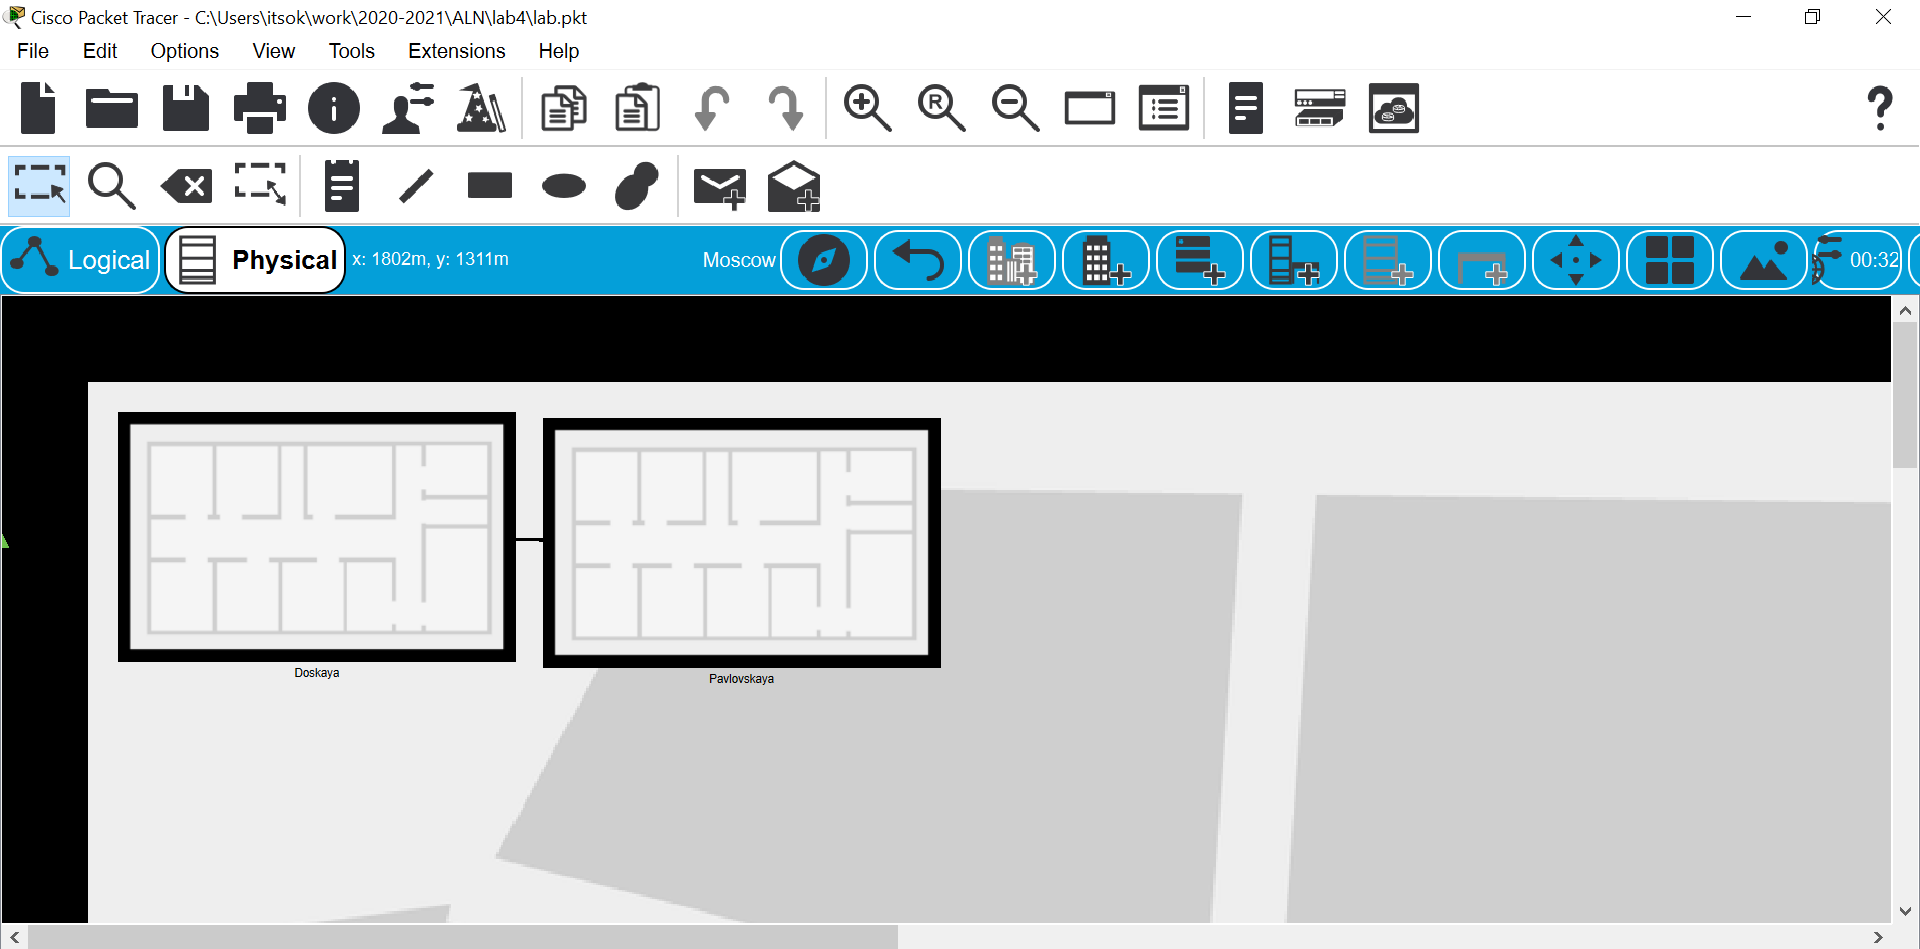 Cisco Packet Tracer - C:\Users\itsok\work\2020-2021\ALN\lab4\lab.pkt
File Edit Options View Tools Extensions Help
R
Logical Physical x: 1802m, y: 1311m Moscow 00:32
Doskaya
Pavlovskaya